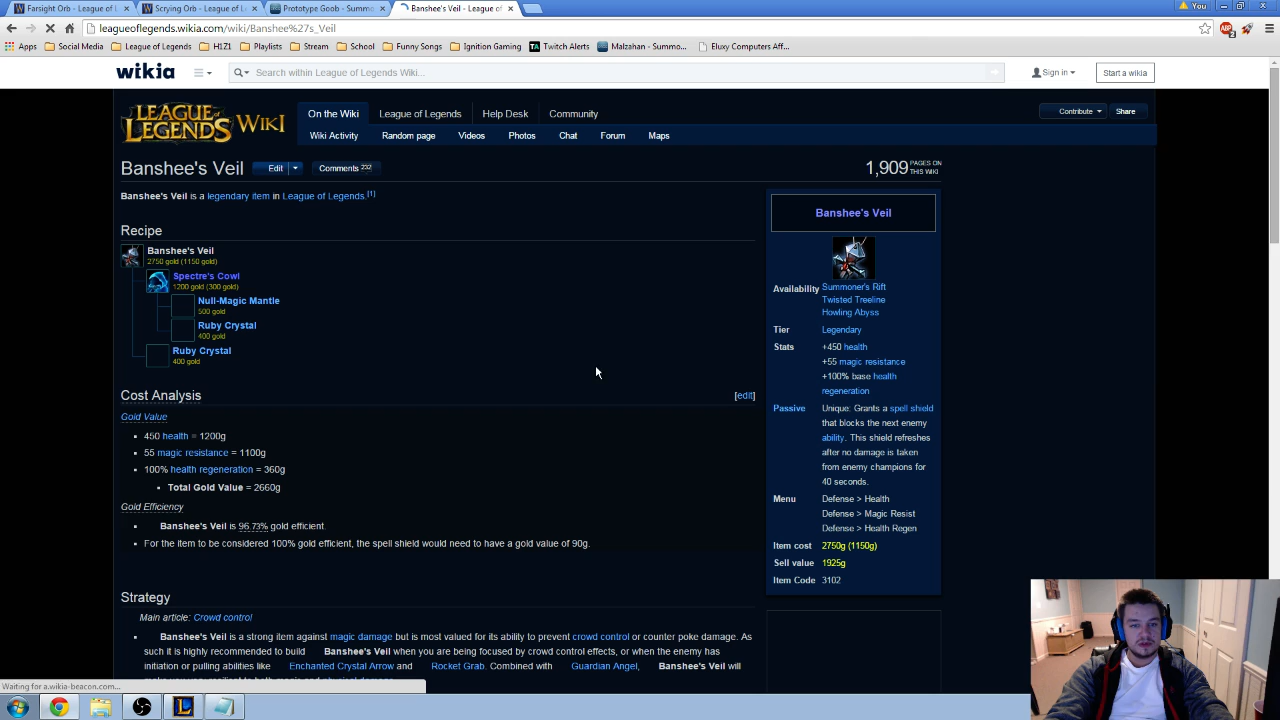 Farsight Orb - League of L
Scrying Orb - League of L
Prototype Goob - Summo
Banshee's Veil - League of
You
leagueoflegends.wikia.com/wiki/Banshee%27s_Veil
Apps
Social Media
League of Legends
H1Z1
Playlists
Stream
School
Funny Songs
Ignition Gaming
TA Twitch Alerts
Malzahan - Summo...
Eluxy Computers Aff...
wikia
Search within League of Legends Wiki...
Sign in
Start a wiki
LEAGUE of LEGENDS WIKI
On the Wiki
League of Legends
Help Desk
Community
Contribute
Share
Wiki Activity
Random page
Videos
Photos
Chat
Forum
Maps
Banshee's Veil
Edit
Comments 232
1,909 PAGES ON THIS WIKI
Banshee's Veil is a legendary item in League of Legends.[1]
Recipe
Banshee's Veil
2750 gold (1150 gold)
Spectre's Cowl
1200 gold (300 gold)
Null-Magic Mantle
500 gold
Ruby Crystal
400 gold
Ruby Crystal
400 gold
Cost Analysis
[edit]
Gold Value
450 health = 1200g
55 magic resistance = 1100g
100% health regeneration = 360g
Total Gold Value = 2660g
Gold Efficiency
Banshee's Veil is 96.73% gold efficient.
For the item to be considered 100% gold efficient, the spell shield would need to have a gold value of 90g.
Strategy
Main article: Crowd control
Banshee's Veil is a strong item against magic damage but is most valued for its ability to prevent crowd control or counter poke damage. As
such it is highly recommended to build Banshee's Veil when you are being focused by crowd control effects, or when the enemy has
initiation or pulling abilities like Enchanted Crystal Arrow and Rocket Grab. Combined with Guardian Angel, Banshee's Veil will
Banshee's Veil
Availability Summoner's Rift
Twisted Treeline
Howling Abyss
Tier Legendary
Stats +450 health
+55 magic resistance
+100% base health
regeneration
Passive Unique: Grants a spell shield
that blocks the next enemy
ability. This shield refreshes
after no damage is taken
from enemy champions for
40 seconds.
Menu Defense > Health
Defense > Magic Resist
Defense > Health Regen
Item cost 2750g (1150g)
Sell value 1925g
Item Code 3102
Waiting for a.wikia-beacon.com...